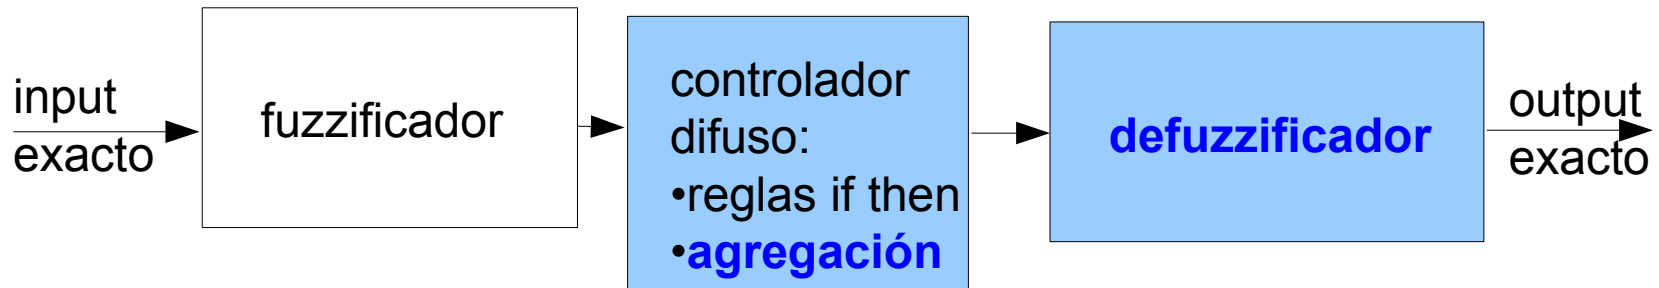 input
exacto
fuzzificador
controlador
difuso:
•reglas if then
•agregación
defuzzificador
output
exacto